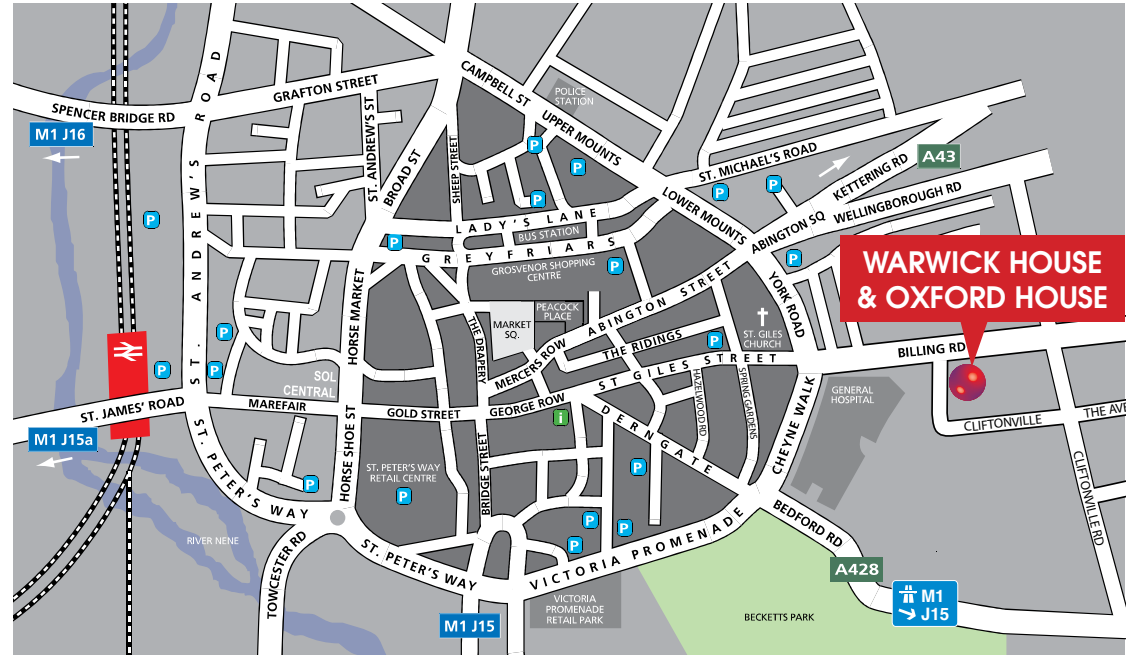 CAMPBELL ST
GRAFTON STREET
SPENCER BRIDGE RD
M1 J16
POLICE
STATION
UPPER MOUNTS
ST. ANDREW'S ROAD
ST. ANDREW'S ST
BROAD ST
SHEEP STREET
P
P
P
P
P
P
ST. MICHAEL'S ROAD
KETTERING RD
A43
LOWER MOUNTS
ABINGTON SQ
WELLINGBOROUGH RD
LADY'S LANE
BUS STATION
P
GREYFRIARS
GROSVENOR SHOPPING
CENTRE
P
P
WARWICK HOUSE
& OXFORD HOUSE
HORSE MARKET
THE DRAPERY
MARKET
SQ.
PEACOCK
PLACE
MERCERS ROW
ABINGTON STREET
THE RIDINGS
P
YORK ROAD
ST. GILES
CHURCH
BILLING RD
P
P
P
SOL
CENTRAL
ST. JAMES' ROAD
MAREFAIR
GOLD STREET
GEORGE ROW
ST GILES STREET
i
HAZELWOOD RD
SPRING GARDENS
CHEYNE WALK
GENERAL
HOSPITAL
CLIFTONVILLE
THE AVE
CLIFTONVILLE RD
M1 J15a
ST. PETER'S WAY
HORSE SHOE ST
ST. PETER'S WAY
RETAIL CENTRE
P
P
BRIDGE STREET
DERNGATE
P
P
P
P
RIVER NENE
TOWCESTER RD
ST. PETER'S WAY
VICTORIA PROMENADE
BEDFORD RD
A428
M1
J15
M1 J15
VICTORIA
PROMENADE
RETAIL PARK
BECKETTS PARK